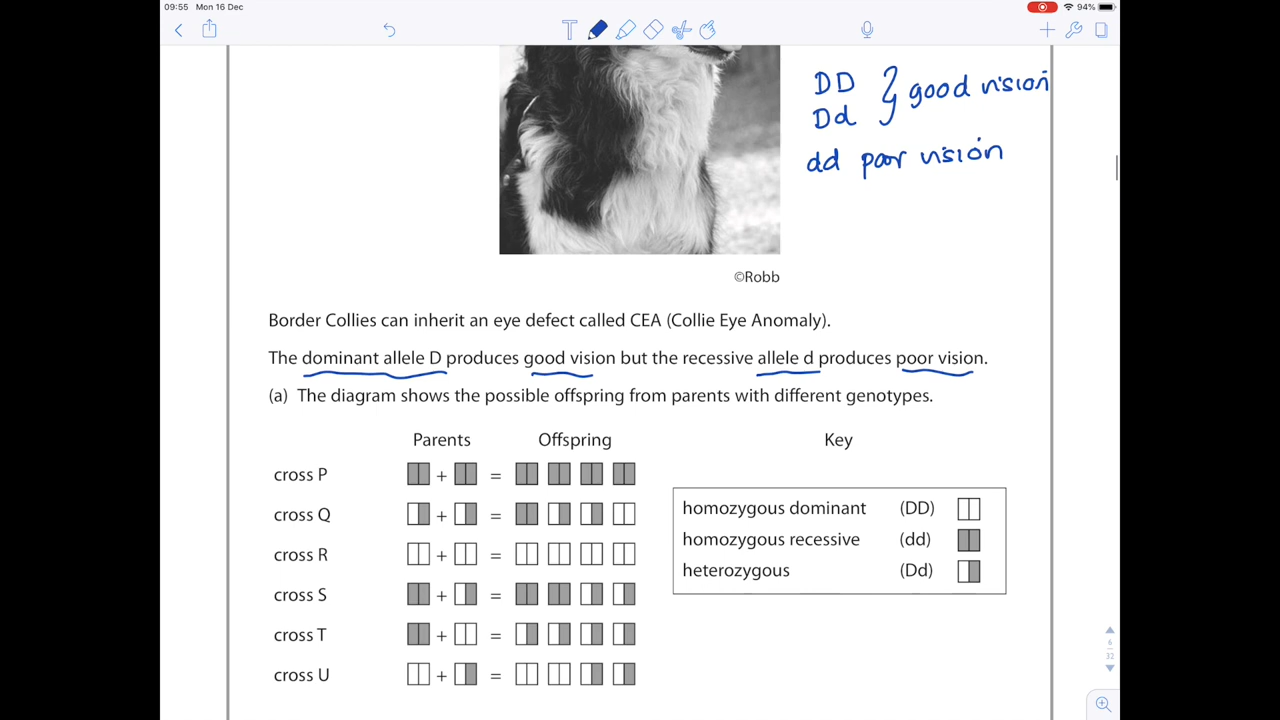 09:55 Mon 16 Dec
94%
T
DD
Dd
} good vision
dd poor vision
©Robb
Border Collies can inherit an eye defect called CEA (Collie Eye Anomaly).
The dominant allele D produces good vision but the recessive allele d produces poor vision.
(a) The diagram shows the possible offspring from parents with different genotypes.
Parents Offspring Key
cross P + =
cross Q + =
cross R + =
cross S + =
cross T + =
cross U + =
homozygous dominant (DD)
homozygous recessive (dd)
heterozygous (Dd)
6
32